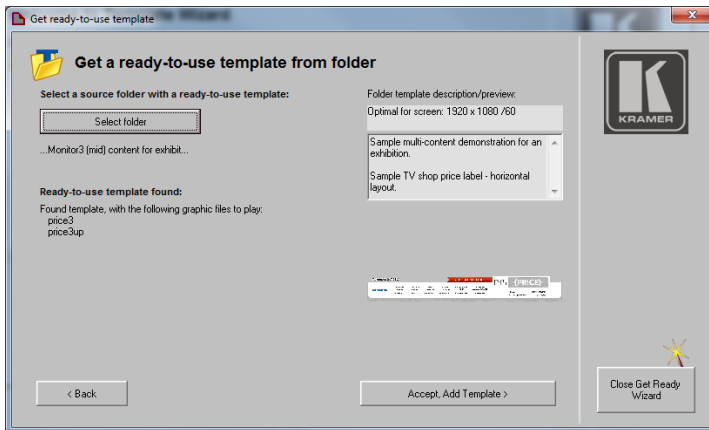 Get ready-to-use template
Get a ready-to-use template from folder
Select a source folder with a ready-to-use template:
Select folder
...Monitor3 (mid) content for exhibit...
Ready-to-use template found:
Found template, with the following graphic files to play:
price3
price3up
Folder template description/preview:
Optimal for screen: 1920 x 1080 /60
Sample multi-content demonstration for an
exhibition.
Sample TV shop price label - horizontal
layout.
{PRICE}
KRAMER
< Back
Accept, Add Template >
Close Get Ready
Wizard